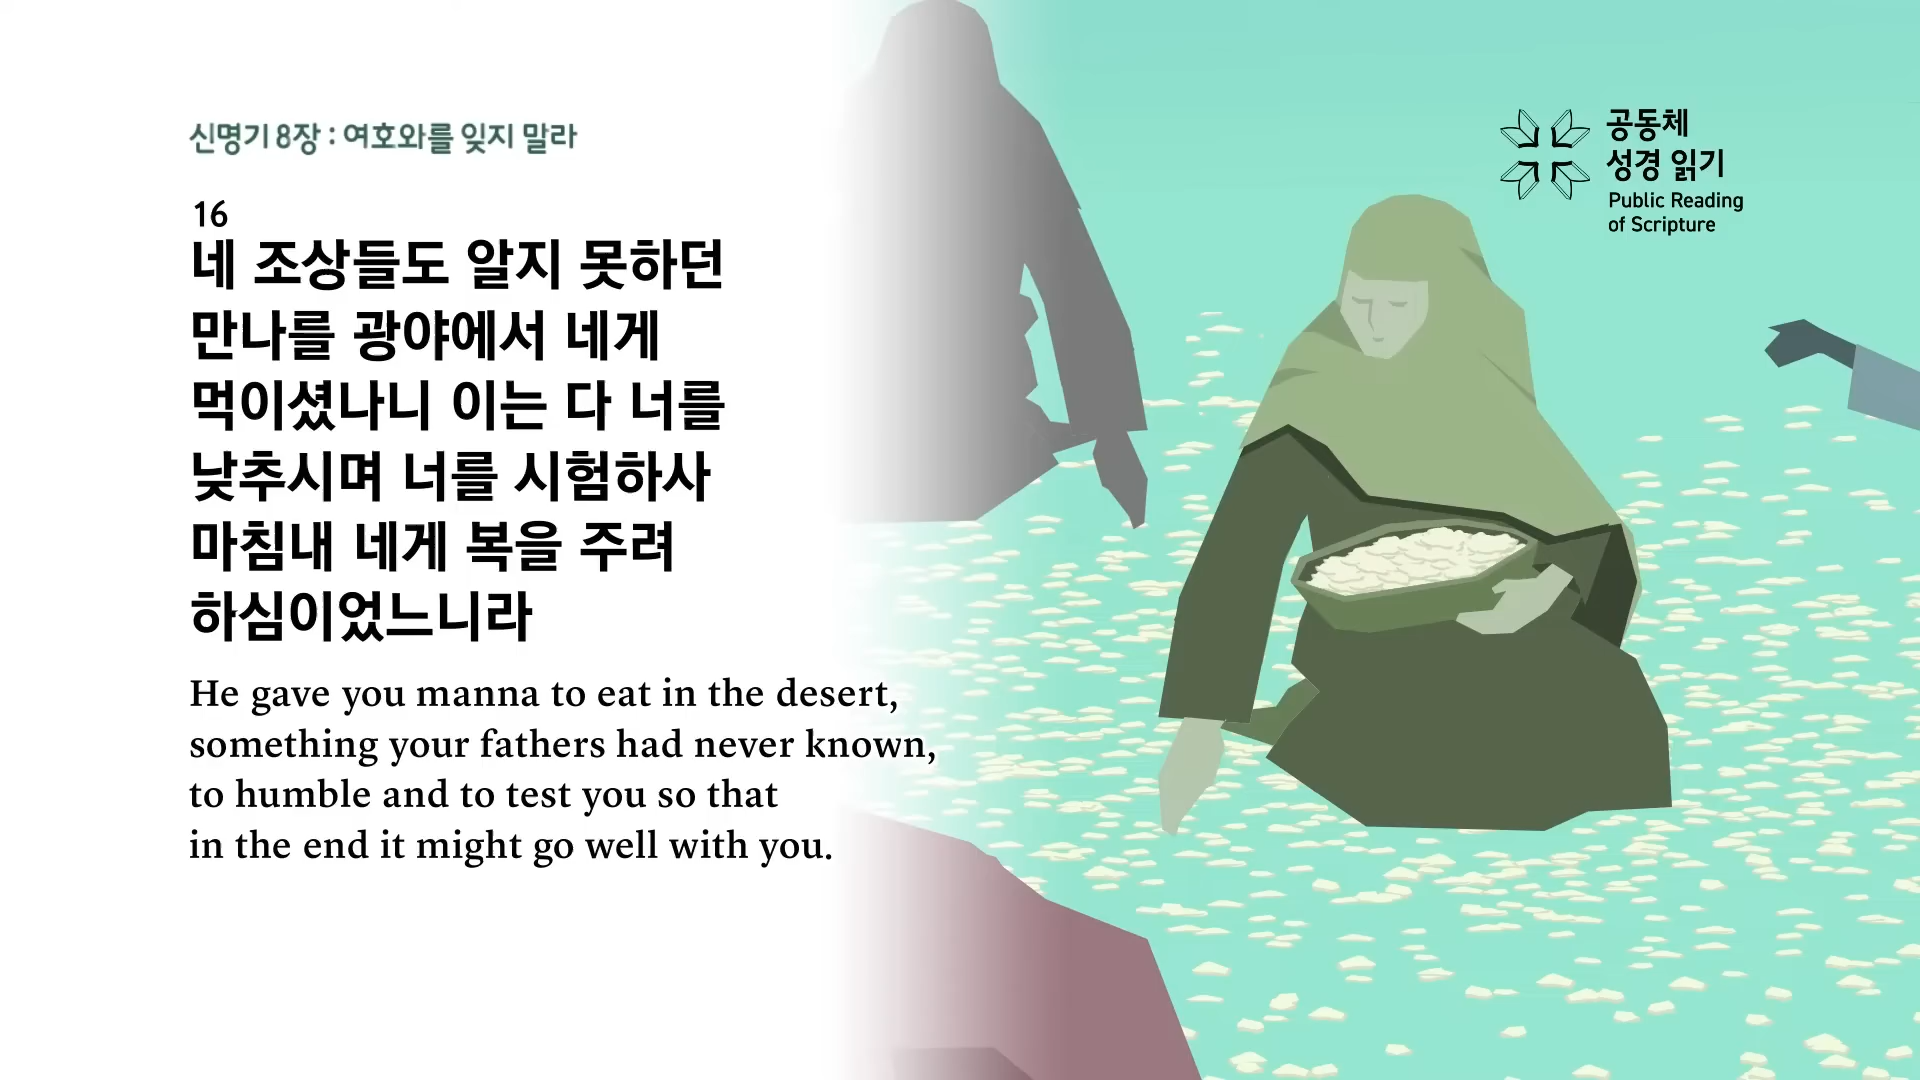 신명기 8장 : 여호와를 잊지 말라
16
네 조상들도 알지 못하던
만나를 광야에서 네게
먹이셨나니 이는 다 너를
낮추시며 너를 시험하사
마침내 네게 복을 주려
하심이었느니라
He gave you manna to eat in the desert,
something your fathers had never known,
to humble and to test you so that
in the end it might go well with you.
공동체
성경 읽기
Public Reading
of Scripture